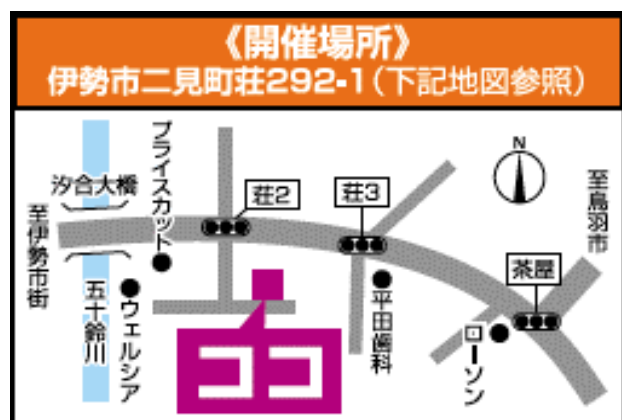 《開催場所》
伊勢市二見町荘292-1(下記地図参照)
プライスカット
汐合大橋
荘2
荘3
N
至鳥羽市
至伊勢市街
五十鈴川
ウェルシア
平田歯科
茶屋
ローソン
ココ